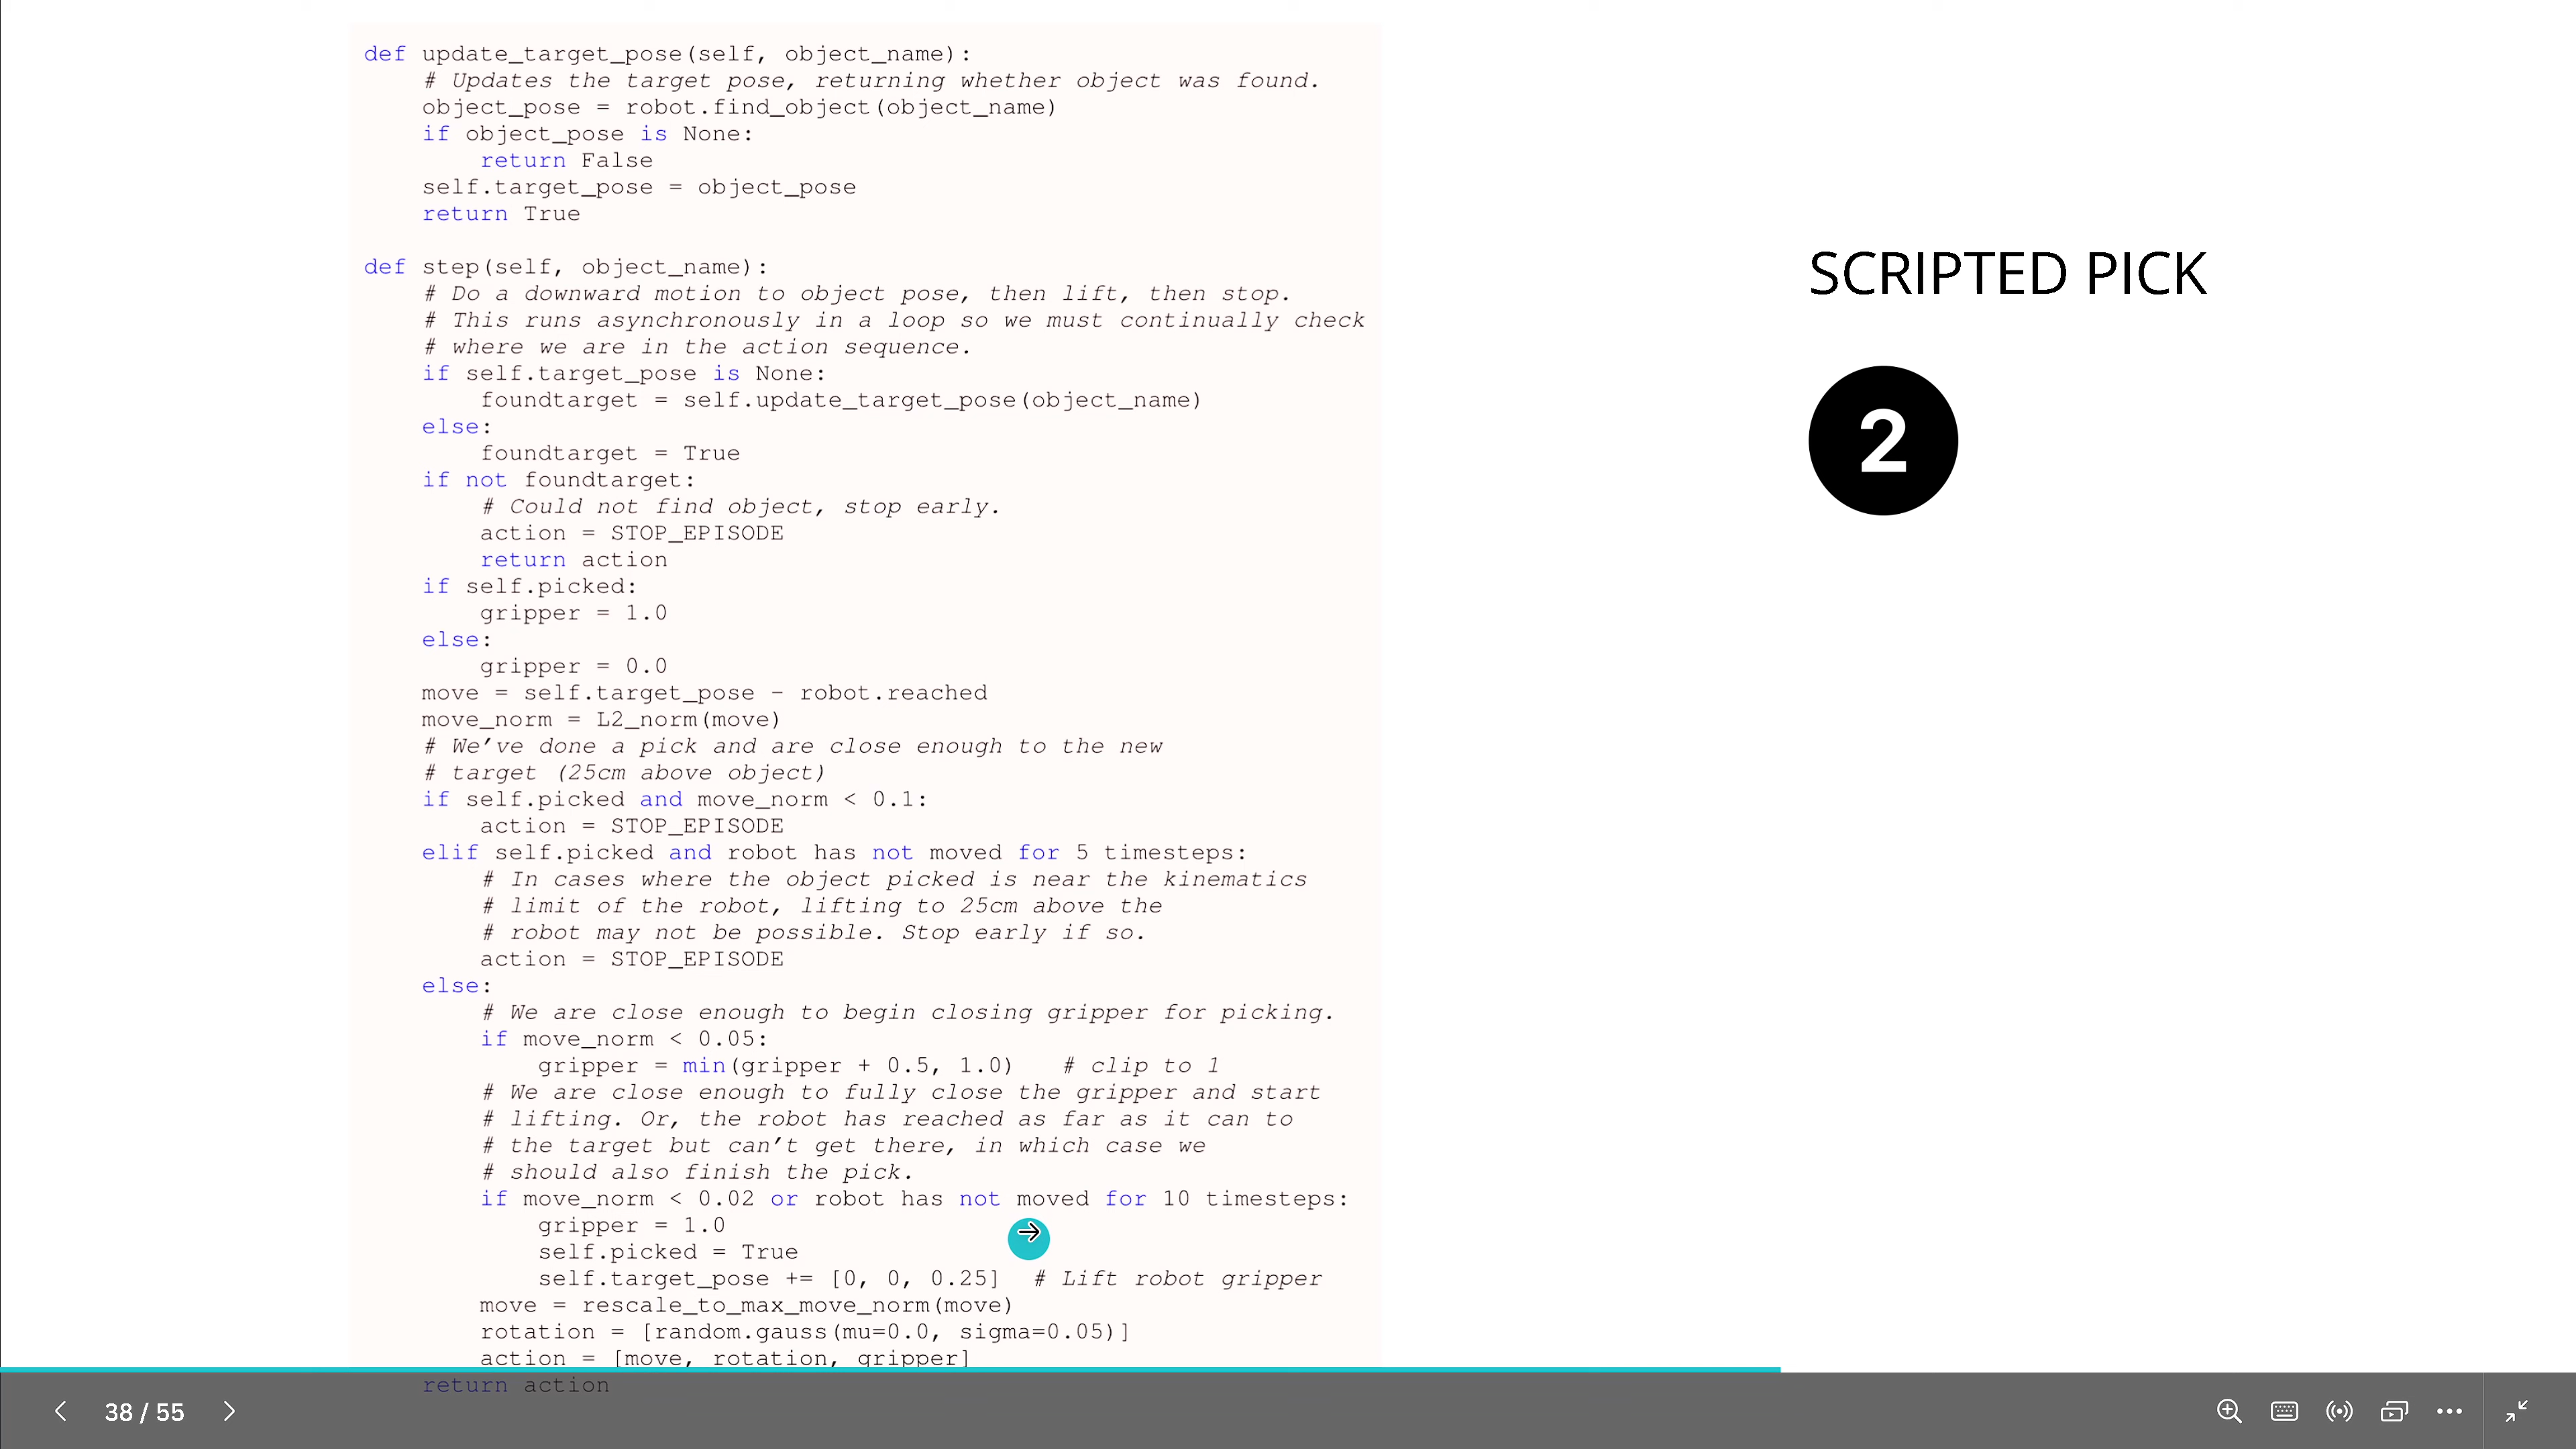 def update_target_pose(self, object_name):
    # Updates the target pose, returning whether object was found.
    object_pose = robot.find_object(object_name)
    if object_pose is None:
        return False
    self.target_pose = object_pose
    return True

def step(self, object_name):
    # Do a downward motion to object pose, then lift, then stop.
    # This runs asynchronously in a loop so we must continually check
    # where we are in the action sequence.
    if self.target_pose is None:
        foundtarget = self.update_target_pose(object_name)
    else:
        foundtarget = True
    if not foundtarget:
        # Could not find object, stop early.
        action = STOP_EPISODE
        return action
    if self.picked:
        gripper = 1.0
    else:
        gripper = 0.0
    move = self.target_pose - robot.reached
    move_norm = L2_norm(move)
    # We've done a pick and are close enough to the new
    # target (25cm above object)
    if self.picked and move_norm < 0.1:
        action = STOP_EPISODE
    elif self.picked and robot has not moved for 5 timesteps:
        # In cases where the object picked is near the kinematics
        # limit of the robot, lifting to 25cm above the
        # robot may not be possible. Stop early if so.
        action = STOP_EPISODE
    else:
        # We are close enough to begin closing gripper for picking.
        if move_norm < 0.05:
            gripper = min(gripper + 0.5, 1.0)   # clip to 1
        # We are close enough to fully close the gripper and start
        # lifting. Or, the robot has reached as far as it can to
        # the target but can't get there, in which case we
        # should also finish the pick.
        if move_norm < 0.02 or robot has not moved for 10 timesteps:
            gripper = 1.0
            self.picked = True
            self.target_pose += [0, 0, 0.25]  # Lift robot gripper
        move = rescale_to_max_move_norm(move)
        rotation = [random.gauss(mu=0.0, sigma=0.05)]
        action = [move, rotation, gripper]
    return action
SCRIPTED PICK
2
38 / 55